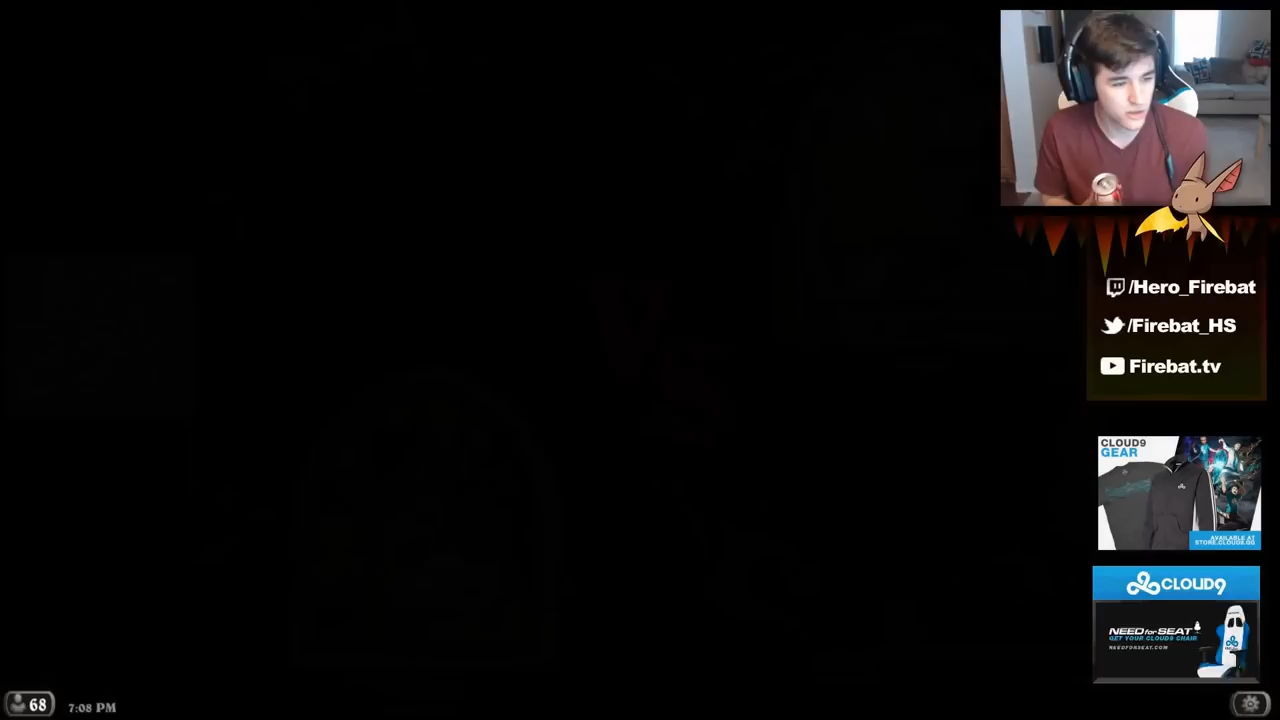 /Hero_Firebat
/Firebat_HS
Firebat.tv
CLOUD9
GEAR
AVAILABLE AT
STORE.CLOUD9.GG
CLOUD9
NEED for SEAT
GET YOUR CLOUD9 CHAIR
NEEDFORSEAT.COM
68
7:08 PM